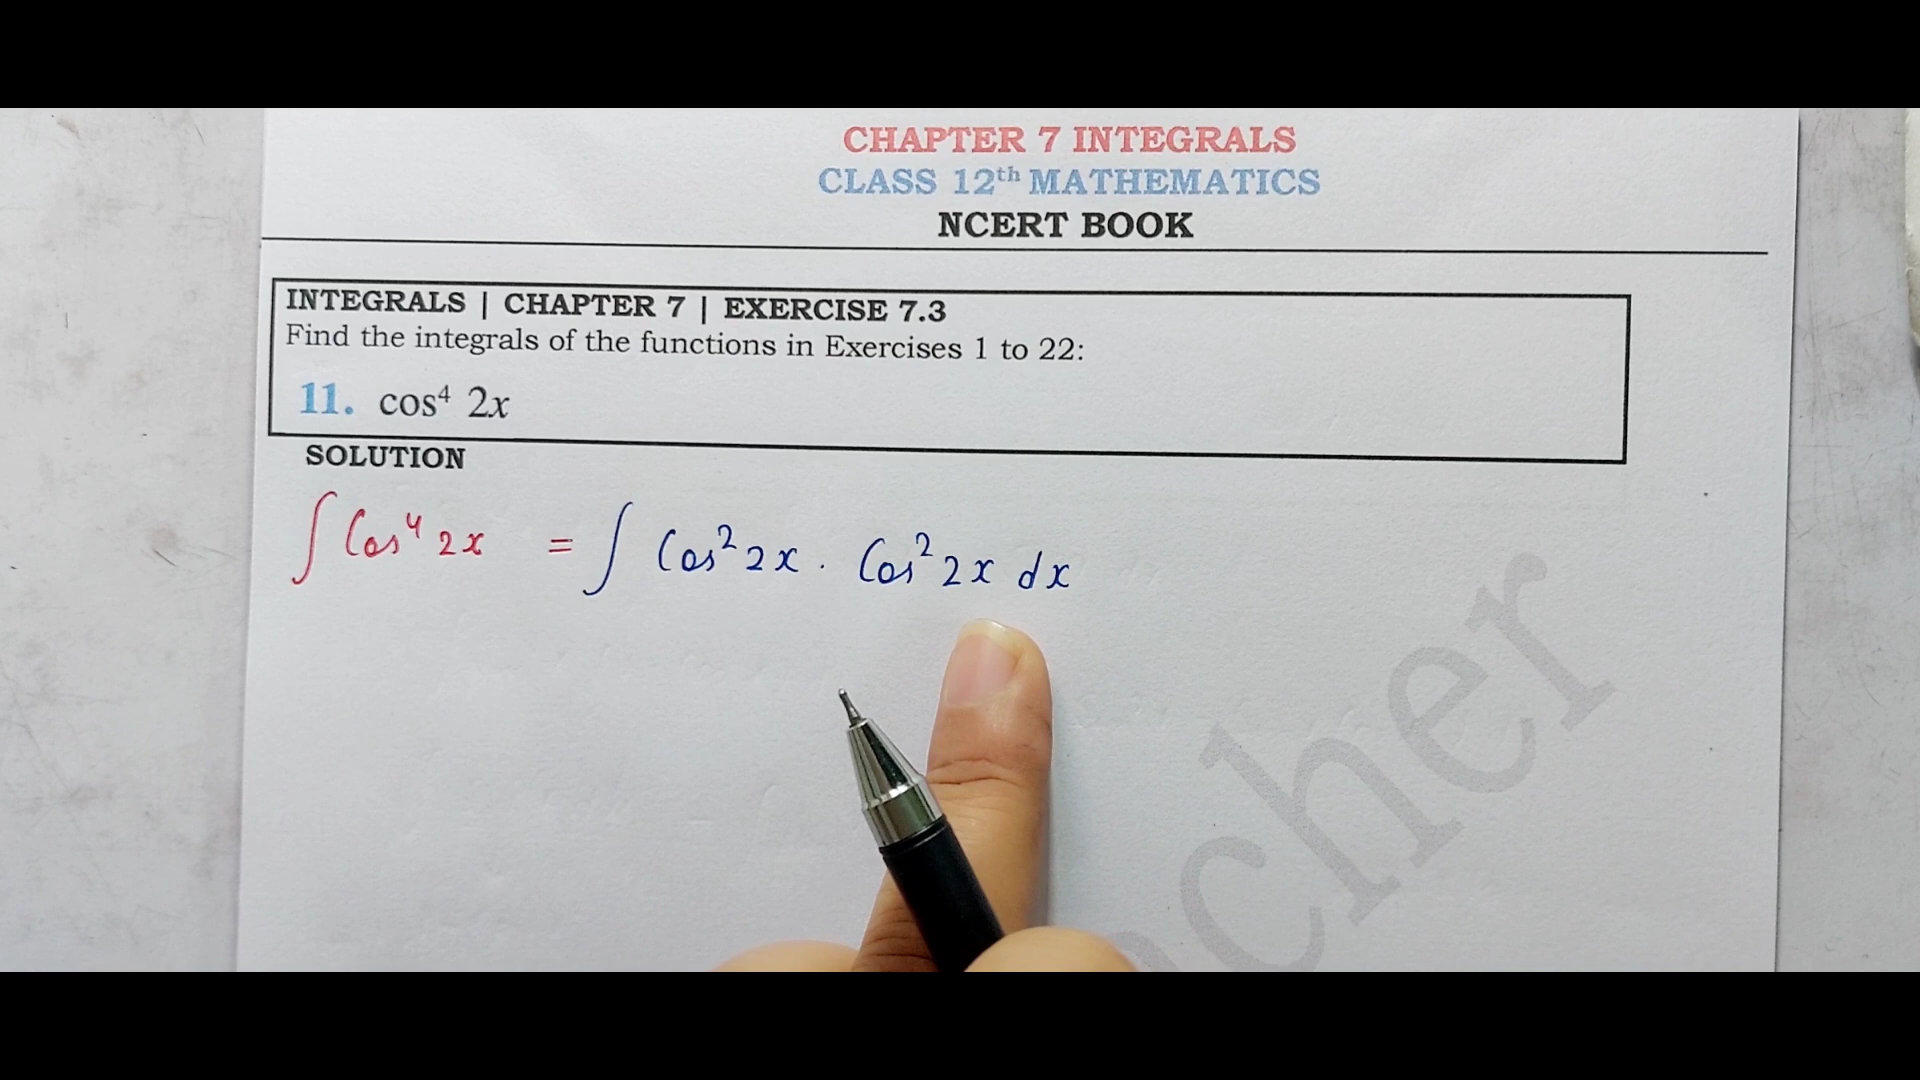 CHAPTER 7 INTEGRALS
CLASS 12th MATHEMATICS
NCERT BOOK
INTEGRALS | CHAPTER 7 | EXERCISE 7.3
Find the integrals of the functions in Exercises 1 to 22:
11. cos⁴ 2x
SOLUTION
∫ Cos⁴ 2x = ∫ Cos² 2x . Cos² 2x dx